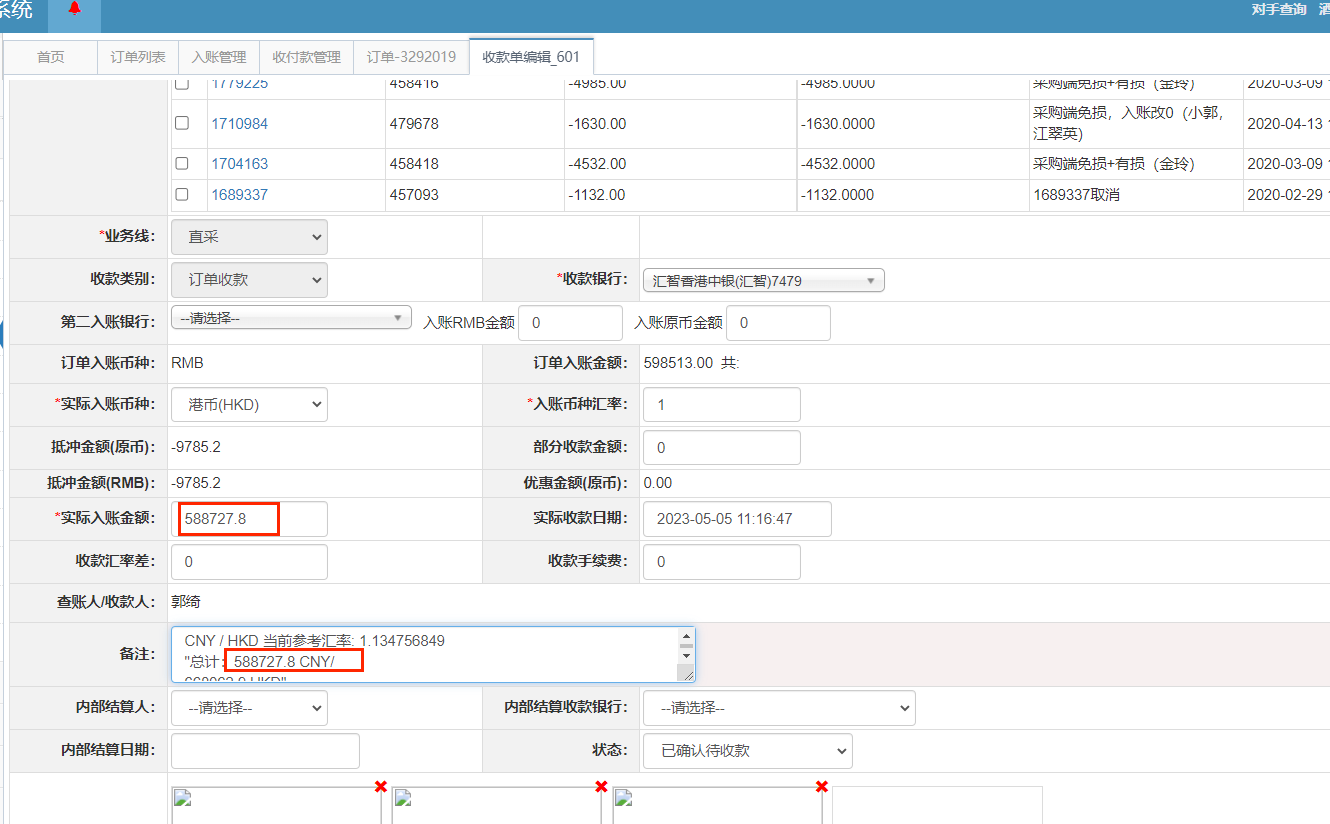 系统
对手查询
首页 订单列表 入账管理 收付款管理 订单-3292019 收款单编辑_601
1779225 458416 -4985.00 -4985.0000 采购端免损+有损（金玲） 2020-03-09
1710984 479678 -1630.00 -1630.0000 采购端免损，入账改0（小郭，江翠英） 2020-04-13
1704163 458418 -4532.00 -4532.0000 采购端免损+有损（金玲） 2020-03-09
1689337 457093 -1132.00 -1132.0000 1689337取消 2020-02-29
*业务线： 直采
收款类别： 订单收款 *收款银行： 汇智香港中银(汇智)7479
第二入账银行： --请选择-- 入账RMB金额 0 入账原币金额 0
订单入账币种： RMB 订单入账金额： 598513.00 共:
*实际入账币种： 港币(HKD) *入账币种汇率： 1
抵冲金额(原币)： -9785.2 部分收款金额： 0
抵冲金额(RMB)： -9785.2 优惠金额(原币)： 0.00
*实际入账金额： 588727.8 实际收款日期： 2023-05-05 11:16:47
收款汇率差： 0 收款手续费： 0
查账人/收款人： 郭绮
备注： CNY / HKD 当前参考汇率: 1.134756849
"总计: 588727.8 CNY/
内部结算人： --请选择-- 内部结算收款银行： --请选择--
内部结算日期： 状态： 已确认待收款